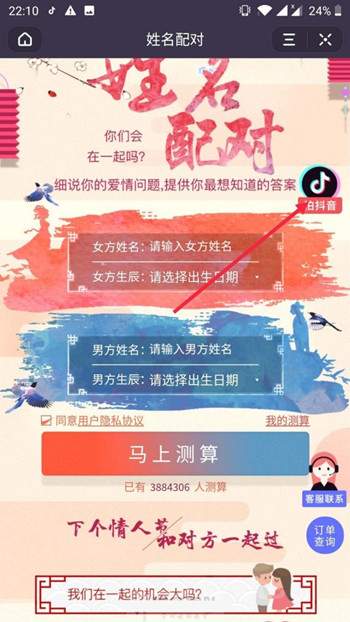 22:10
24%
姓名配对
姓名
配对
你们会
在一起吗?
细说你的爱情问题,提供你最想知道的答案
拍抖音
女方姓名: 请输入女方姓名
女方生辰: 请选择出生日期
男方姓名: 请输入男方姓名
男方生辰: 请选择出生日期
同意用户隐私协议
我的测算
马上测算
客服联系
已有 3884306 人测算
订单
查询
下个情人节
和对方一起过
我们在一起的机会大吗?